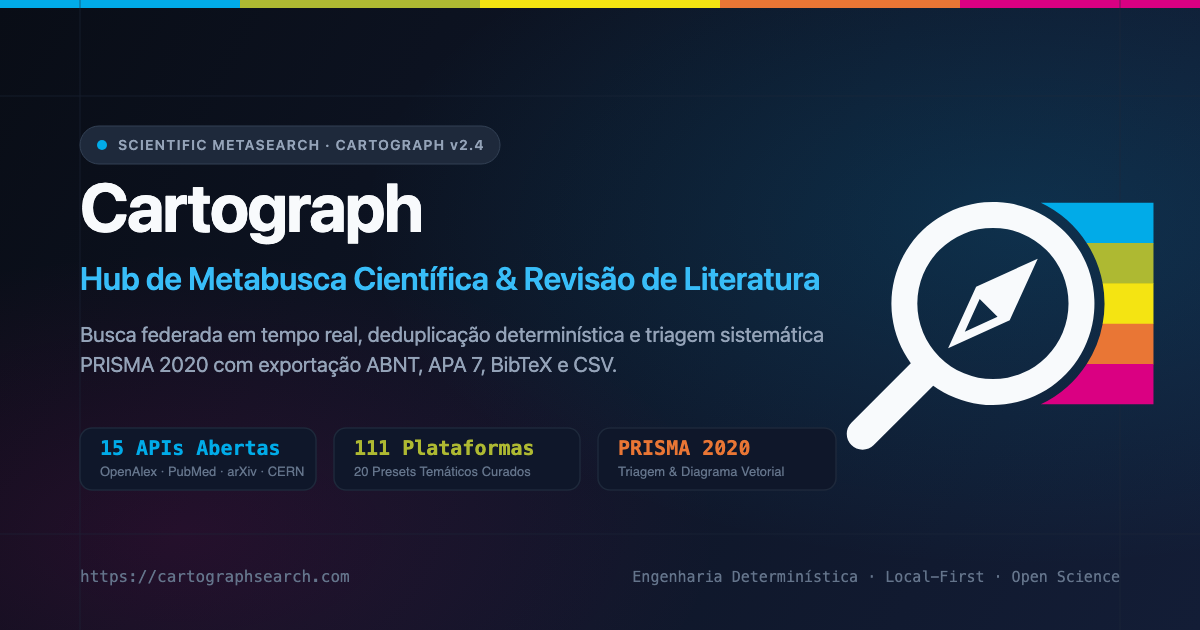 SCIENTIFIC METASEARCH · CARTOGRAPH v2.4
Cartograph
Hub de Metabusca Científica & Revisão de Literatura
Busca federada em tempo real, deduplicação determinística e triagem sistemática
PRISMA 2020 com exportação ABNT, APA 7, BibTeX e CSV.
15 APIs Abertas
OpenAlex · PubMed · arXiv · CERN
111 Plataformas
20 Presets Temáticos Curados
PRISMA 2020
Triagem & Diagrama Vetorial
https://cartographsearch.com
Engenharia Determinística · Local-First · Open Science